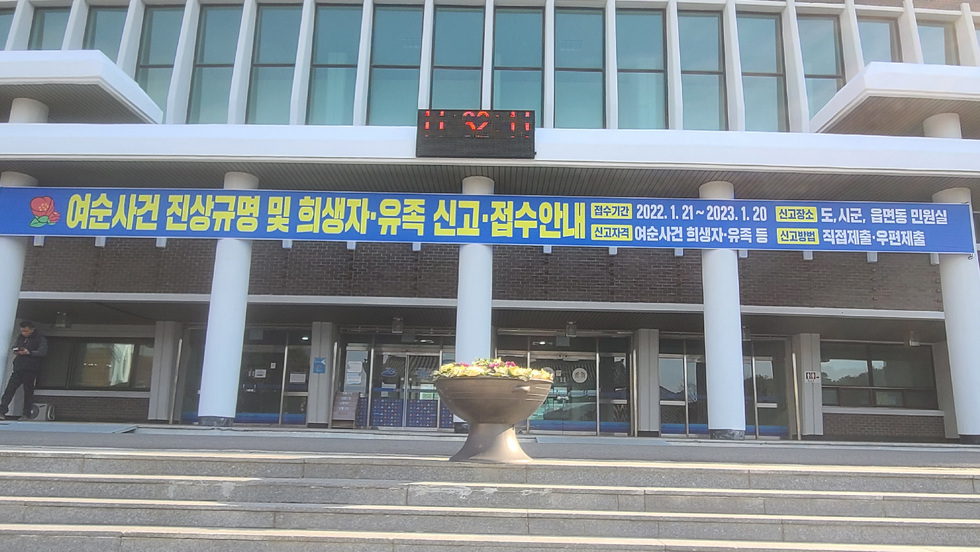 11 32 11
여순사건 진상규명 및 희생자·유족 신고·접수안내
접수기간 2022. 1. 21 ~ 2023. 1. 20 신고장소 도,시군, 읍면동 민원실
신고자격 여순사건 희생자·유족 등 신고방법 직접제출·우편제출